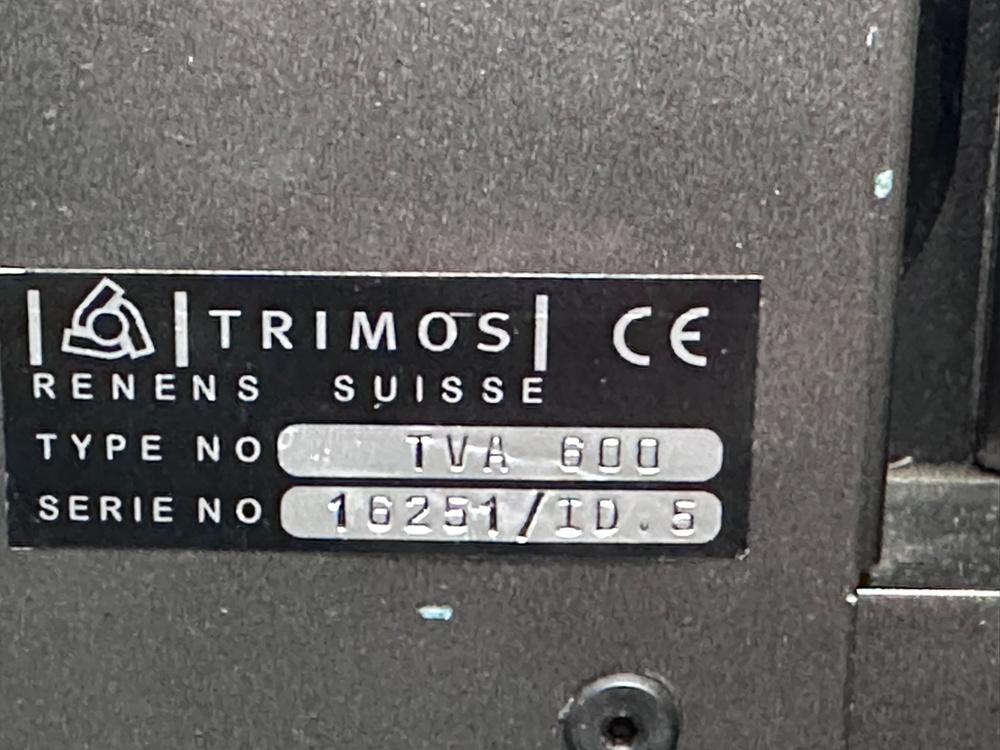 TRIMOS CE
RENENS SUISSE
TYPE NO TVA 600
SERIE NO 16251/ID.5